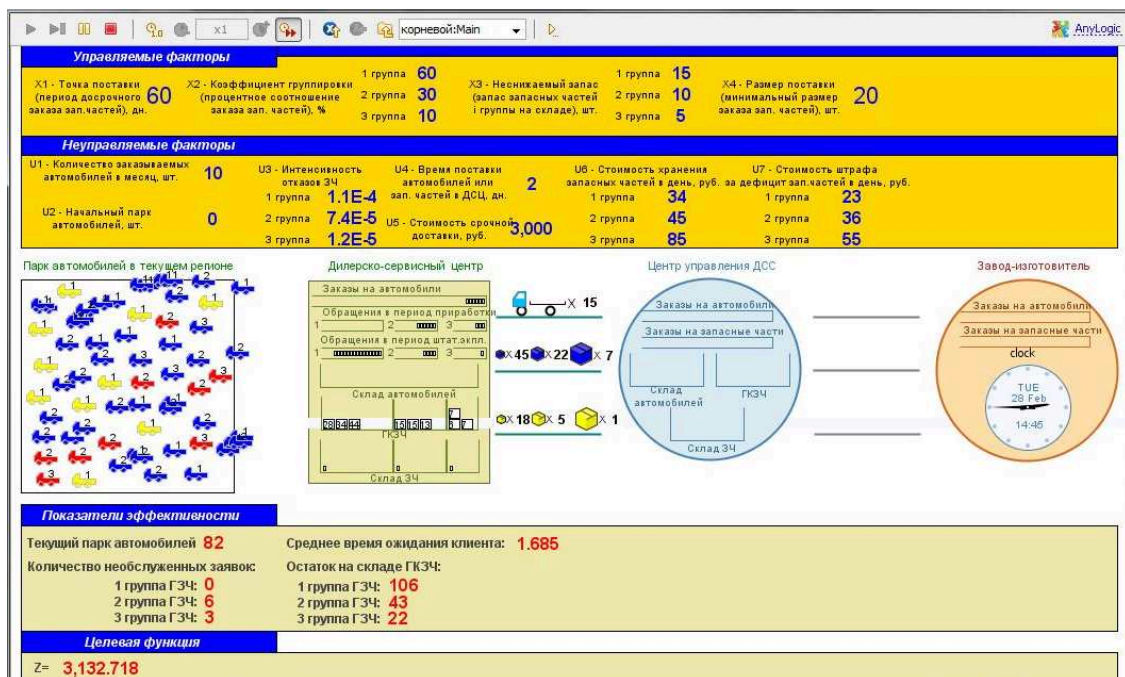 x1
корневой:Main
AnyLogic
Управляемые факторы
X1 - Точка поставки (период досрочного заказа зап.частей), дн. 60
X2 - Коэффициент группировки (процентное соотношение заказа зап. частей), %
1 группа 60
2 группа 30
3 группа 10
X3 - Неснижаемый запас (запас запасных частей i группы на складе), шт.
1 группа 15
2 группа 10
3 группа 5
X4 - Размер поставки (минимальный размер заказа зап. частей), шт. 20
Неуправляемые факторы
U1 - Количество заказываемых автомобилей в месяц, шт. 10
U2 - Начальный парк автомобилей, шт. 0
U3 - Интенсивность отказов ЗЧ
1 группа 1.1E-4
2 группа 7.4E-5
3 группа 1.2E-5
U4 - Время поставки автомобилей или зап. частей в ДСЦ, дн. 2
U5 - Стоимость срочной доставки, руб. 3,000
U6 - Стоимость хранения запасных частей в день, руб.
1 группа 34
2 группа 45
3 группа 85
U7 - Стоимость штрафа за дефицит зап.частей в день, руб.
1 группа 23
2 группа 36
3 группа 55
Парк автомобилей в текущем регионе
Дилерско-сервисный центр
Центр управления ДСС
Завод-изготовитель
Заказы на автомобили
Обращения в период приработки
1 2 3
Обращения в период штат.экпл.
1 2 3
Склад автомобилей
ГКЗЧ
Склад ЗЧ
X 15
X 45 X 22 X 7
X 18 X 5 X 1
Заказы на автомобили
Заказы на запасные части
Склад автомобилей
ГКЗЧ
Склад ЗЧ
Заказы на автомобили
Заказы на запасные части
clock
TUE
28 Feb
14:45
Показатели эффективности
Текущий парк автомобилей 82
Среднее время ожидания клиента: 1.685
Количество необслуженных заявок:
1 группа ГЗЧ: 0
2 группа ГЗЧ: 6
3 группа ГЗЧ: 3
Остаток на складе ГКЗЧ:
1 группа ГЗЧ: 106
2 группа ГЗЧ: 43
3 группа ГЗЧ: 22
Целевая функция
Z= 3,132.718